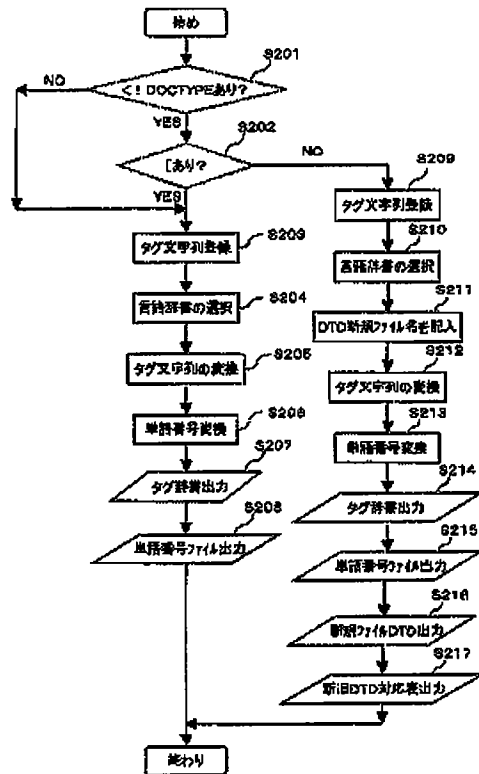 始め
S201
<！DOCTYPEあり？
NO
YES
S202
[あり？
NO
YES
S209
タグ文字列登録
S210
言語辞書の選択
S211
DTD新規ファイル名を記入
S212
タグ文字列の変換
S213
単語番号変換
S214
タグ辞書出力
S215
単語番号ファイル出力
S216
新規ファイルDTD出力
S217
新旧DTD対応表出力
S203
タグ文字列登録
S204
言語辞書の選択
S205
タグ文字列の変換
S206
単語番号変換
S207
タグ辞書出力
S208
単語番号ファイル出力
終わり